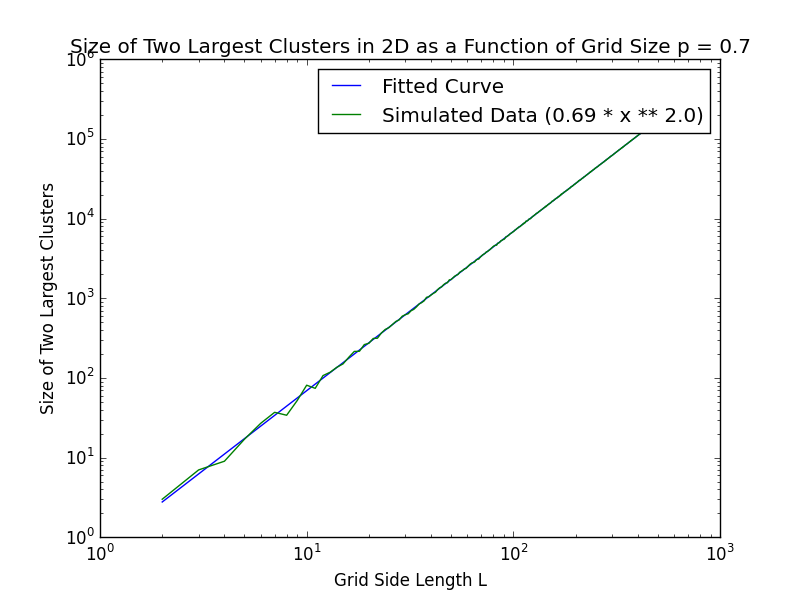 Size of Two Largest Clusters in 2D as a Function of Grid Size p = 0.7
Fitted Curve
Simulated Data (0.69 * x ** 2.0)
Size of Two Largest Clusters
10^6
10^5
10^4
10^3
10^2
10^1
10^0
10^0 10^1 10^2 10^3
Grid Side Length L